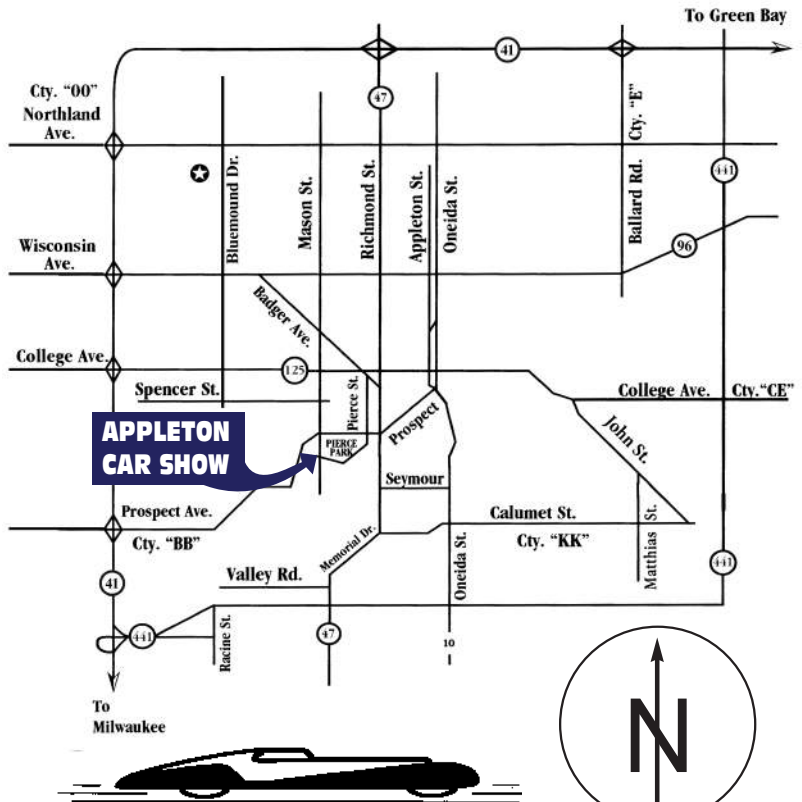 To Green Bay
41
Cty. "00"
Northland
Ave.
47
Cty. "E"
441
Bluemound Dr.
Mason St.
Richmond St.
Appleton St.
Oneida St.
Ballard Rd.
Wisconsin
Ave.
96
Badger Ave.
College Ave.
125
Spencer St.
Pierce St.
College Ave.
Cty."CE"
APPLETON
CAR SHOW
PIERCE
PARK
Prospect
John St.
Seymour
Prospect Ave.
Cty. "BB"
Calumet St.
Cty. "KK"
Matthias St.
Memorial Dr.
Oneida St.
41
Valley Rd.
441
441
Racine St.
47
10
To
Milwaukee
N